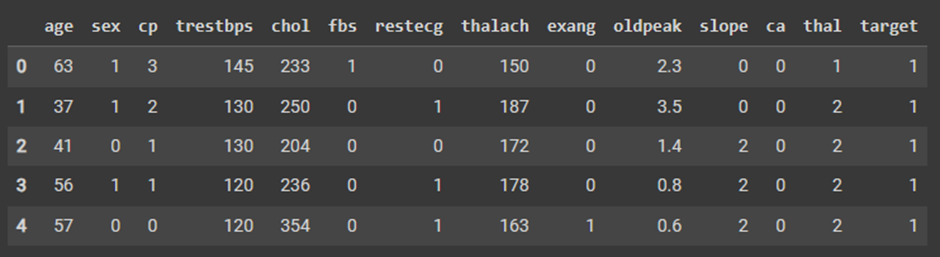 age sex cp trestbps chol fbs restecg thalach exang oldpeak slope ca thal target
0 63 1 3 145 233 1 0 150 0 2.3 0 0 1 1
1 37 1 2 130 250 0 1 187 0 3.5 0 0 2 1
2 41 0 1 130 204 0 0 172 0 1.4 2 0 2 1
3 56 1 1 120 236 0 1 178 0 0.8 2 0 2 1
4 57 0 0 120 354 0 1 163 1 0.6 2 0 2 1